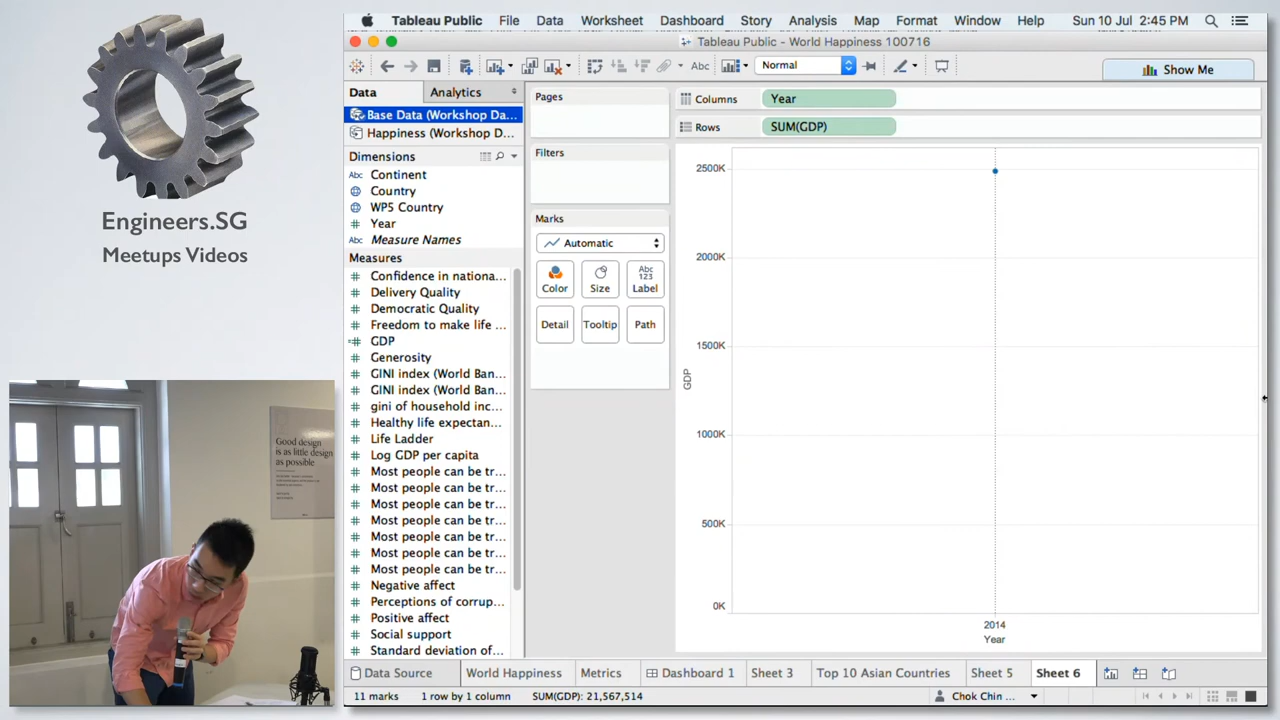 Engineers.SG
Meetups Videos
Good design
is as little design
as possible
Tableau Public File Data Worksheet Dashboard Story Analysis Map Format Window Help Sun 10 Jul 2:45 PM
Tableau Public - World Happiness 100716
Abc Normal Show Me
Data Analytics
Base Data (Workshop Da...
Happiness (Workshop D...
Dimensions
Abc Continent
Country
WP5 Country
# Year
Abc Measure Names
Measures
# Confidence in nationa...
# Delivery Quality
# Democratic Quality
# Freedom to make life ...
=# GDP
# Generosity
# GINI index (World Ban...
# GINI index (World Ban...
# gini of household inc...
# Healthy life expectan...
# Life Ladder
# Log GDP per capita
# Most people can be tr...
# Most people can be tr...
# Most people can be tr...
# Most people can be tr...
# Most people can be tr...
# Most people can be tr...
# Most people can be tr...
# Negative affect
# Perceptions of corrup...
# Positive affect
# Social support
# Standard deviation of...
Pages
Filters
Marks
Automatic
Color Size Abc 123 Label
Detail Tooltip Path
Columns Year
Rows SUM(GDP)
2500K
2000K
1500K
1000K
500K
0K
GDP
2014
Year
Data Source World Happiness Metrics Dashboard 1 Sheet 3 Top 10 Asian Countries Sheet 5 Sheet 6
11 marks 1 row by 1 column SUM(GDP): 21,567,514 Chok Chin ...